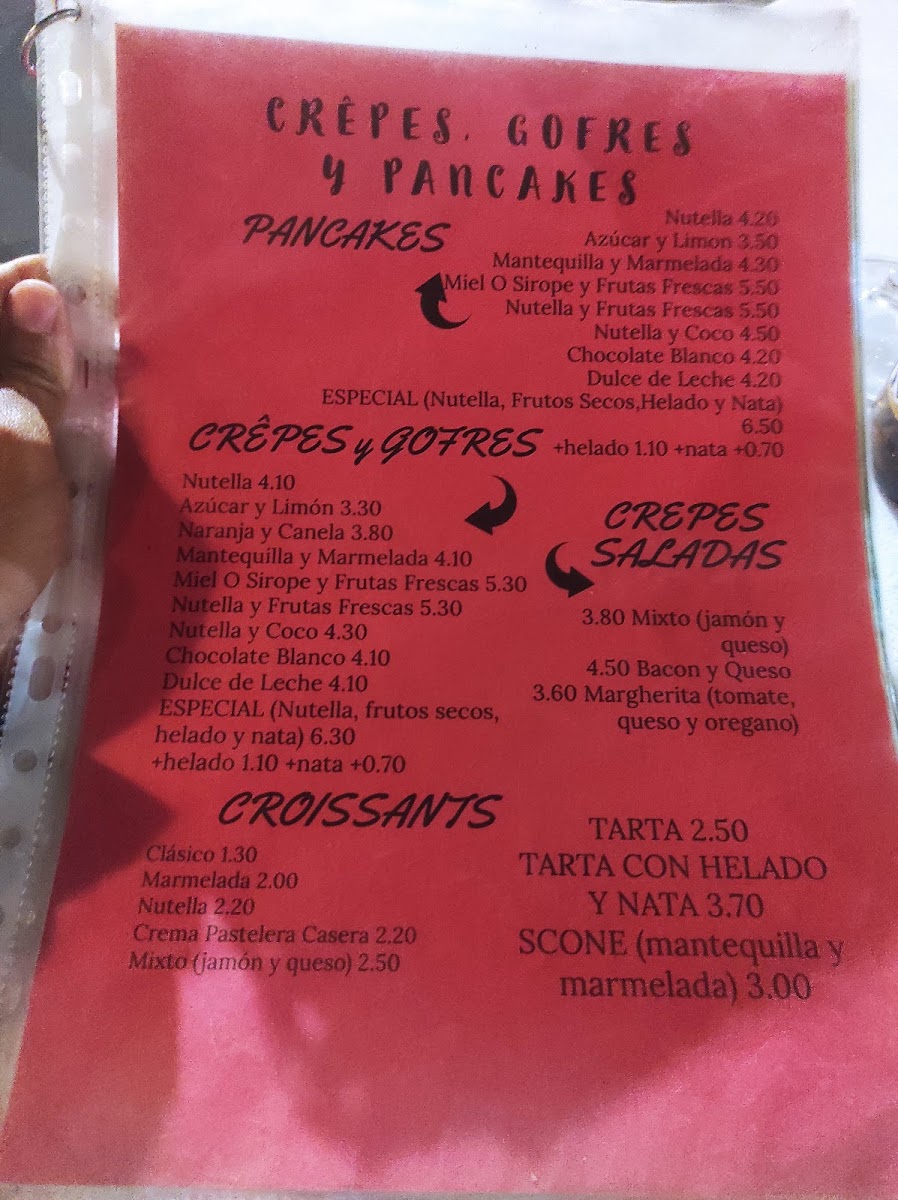 CRÊPES, GOFRES
Y PANCAKES
PANCAKES
Nutella 4.20
Azúcar y Limon 3.50
Mantequilla y Marmelada 4.30
Miel O Sirope y Frutas Frescas 5.50
Nutella y Frutas Frescas 5.50
Nutella y Coco 4.50
Chocolate Blanco 4.20
Dulce de Leche 4.20
ESPECIAL (Nutella, Frutos Secos,Helado y Nata)
6.50
+helado 1.10 +nata +0.70
CRÊPES y GOFRES
Nutella 4.10
Azúcar y Limón 3.30
Naranja y Canela 3.80
Mantequílla y Marmelada 4.10
Miel O Sirope y Frutas Frescas 5.30
Nutella y Frutas Frescas 5.30
Nutella y Coco 4.30
Chocolate Blanco 4.10
Dulce de Leche 4.10
ESPECIAL (Nutella, frutos secos,
helado y nata) 6.30
+helado 1.10 +nata +0.70
CREPES
SALADAS
3.80 Mixto (jamón y
queso)
4.50 Bacon y Queso
3.60 Margherita (tomate,
queso y oregano)
CROISSANTS
Clásico 1.30
Marmelada 2.00
Nutella 2.20
Crema Pastelera Casera 2.20
Mixto (jamón y queso) 2.50
TARTA 2.50
TARTA CON HELADO
Y NATA 3.70
SCONE (mantequilla y
marmelada) 3.00